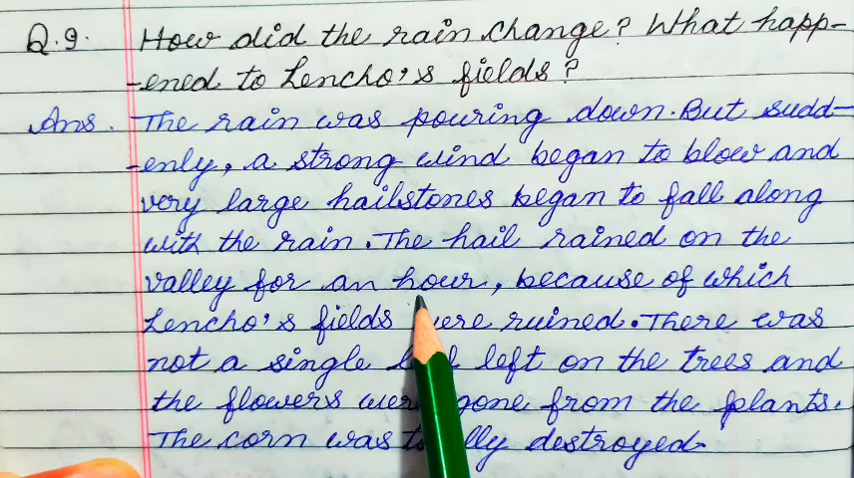 Q.9. How did the rain change? What happ-
-ened to Lencho's fields?
Ans. The rain was pouring down. But sudd-
-enly, a strong wind began to blow and
very large hailstones began to fall along
with the rain. The hail rained on the
valley for an hour, because of which
Lencho's fields were ruined. There was
not a single left on the trees and
the flowers were gone from the plants.
The corn was totally destroyed.